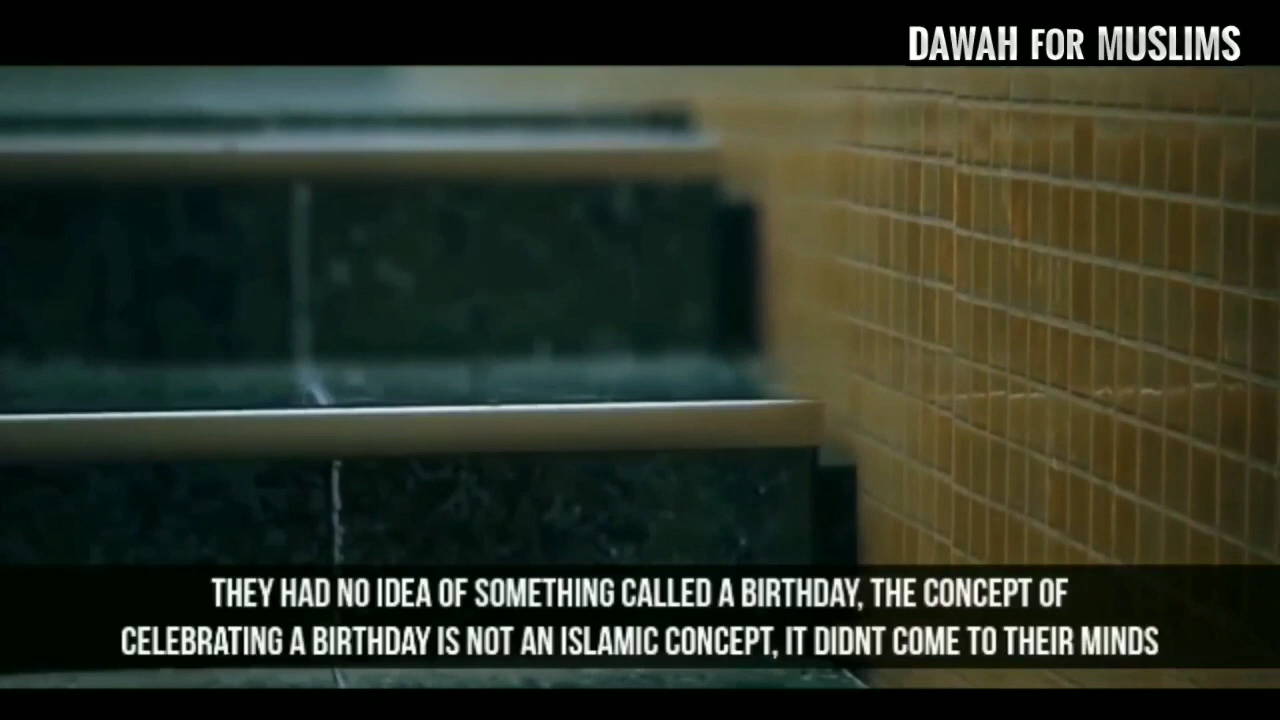 DAWAH FOR MUSLIMS
THEY HAD NO IDEA OF SOMETHING CALLED A BIRTHDAY, THE CONCEPT OF
CELEBRATING A BIRTHDAY IS NOT AN ISLAMIC CONCEPT, IT DIDNT COME TO THEIR MINDS